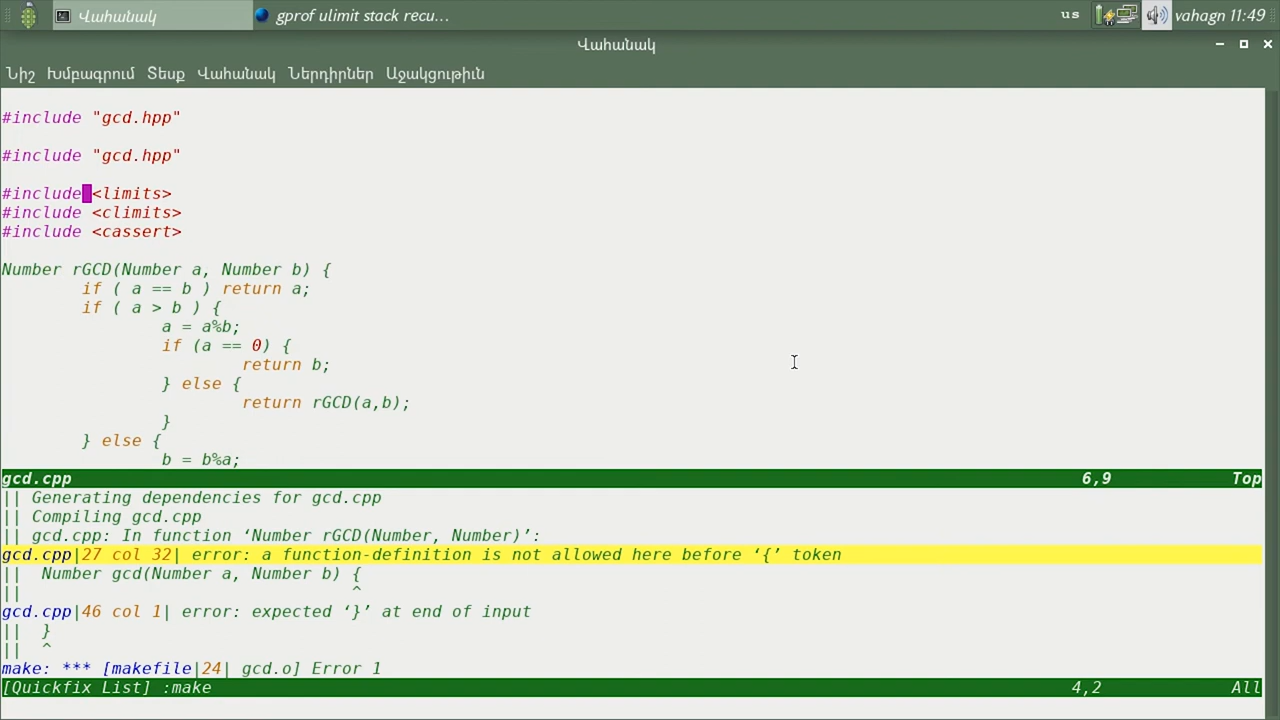 Վահանակ
gprof ulimit stack recu...
us
vahagn 11:49
Վահանակ
Նիշ Խմբագրում Տեսք Վահանակ Ներդիրներ Աջակցութիւն
#include "gcd.hpp"
#include "gcd.hpp"
#include <limits>
#include <climits>
#include <cassert>
Number rGCD(Number a, Number b) {
if ( a == b ) return a;
if ( a > b ) {
a = a%b;
if (a == 0) {
return b;
} else {
return rGCD(a,b);
}
} else {
b = b%a;
gcd.cpp 6,9 Top
|| Generating dependencies for gcd.cpp
|| Compiling gcd.cpp
|| gcd.cpp: In function ‘Number rGCD(Number, Number)’:
gcd.cpp|27 col 32| error: a function-definition is not allowed here before ‘{’ token
||  Number gcd(Number a, Number b) {
||                                ^
gcd.cpp|46 col 1| error: expected ‘}’ at end of input
||  }
||  ^
make: *** [makefile|24| gcd.o] Error 1
[Quickfix List] :make 4,2 All